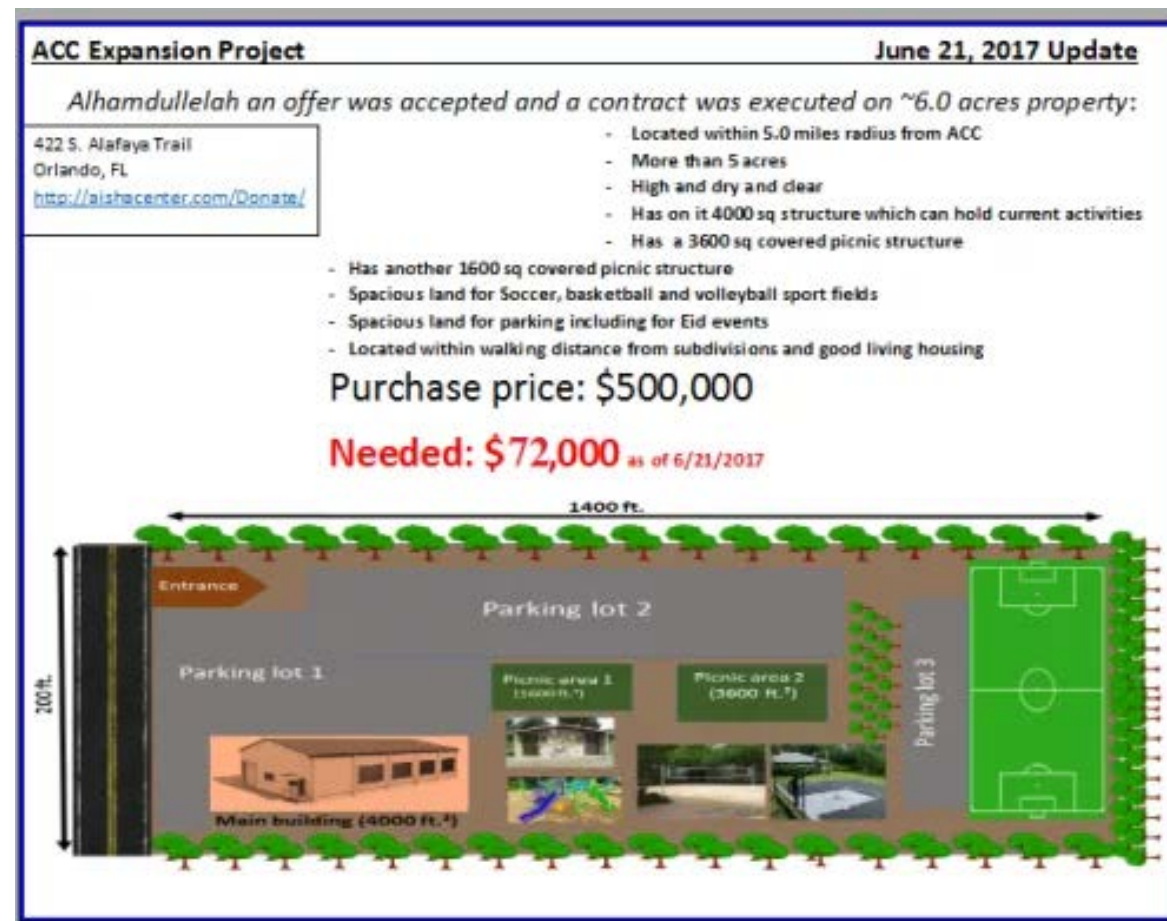 ACC Expansion Project
June 21, 2017 Update
Alhamdullelah an offer was accepted and a contract was executed on ~6.0 acres property:
422 S. Alafaya Trail
Orlando, FL
http://aishacenter.com/Donate/
- Located within 5.0 miles radius from ACC
- More than 5 acres
- High and dry and clear
- Has on it 4000 sq structure which can hold current activities
- Has a 3600 sq covered picnic structure
- Has another 1600 sq covered picnic structure
- Spacious land for Soccer, basketball and volleyball sport fields
- Spacious land for parking including for Eid events
- Located within walking distance from subdivisions and good living housing
Purchase price: $500,000
Needed: $72,000 as of 6/21/2017
1400 ft.
200 ft.
Entrance
Parking lot 2
Parking lot 1
Picnic area 1
(1600 ft.²)
Picnic area 2
(3600 ft.²)
Parking lot 3
Main building (4000 ft.²)